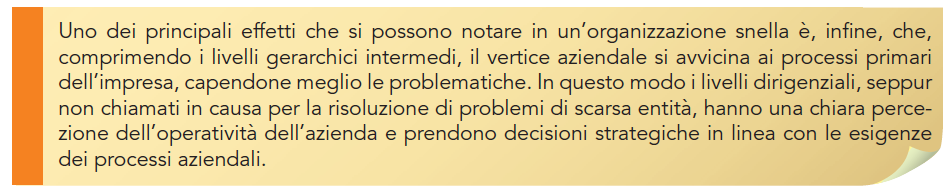 Uno dei principali effetti che si possono notare in un'organizzazione snella è, infine, che,
comprimendo i livelli gerarchici intermedi, il vertice aziendale si avvicina ai processi primari
dell'impresa, capendone meglio le problematiche. In questo modo i livelli dirigenziali, seppur
non chiamati in causa per la risoluzione di problemi di scarsa entità, hanno una chiara perce-
zione dell'operatività dell'azienda e prendono decisioni strategiche in linea con le esigenze
dei processi aziendali.